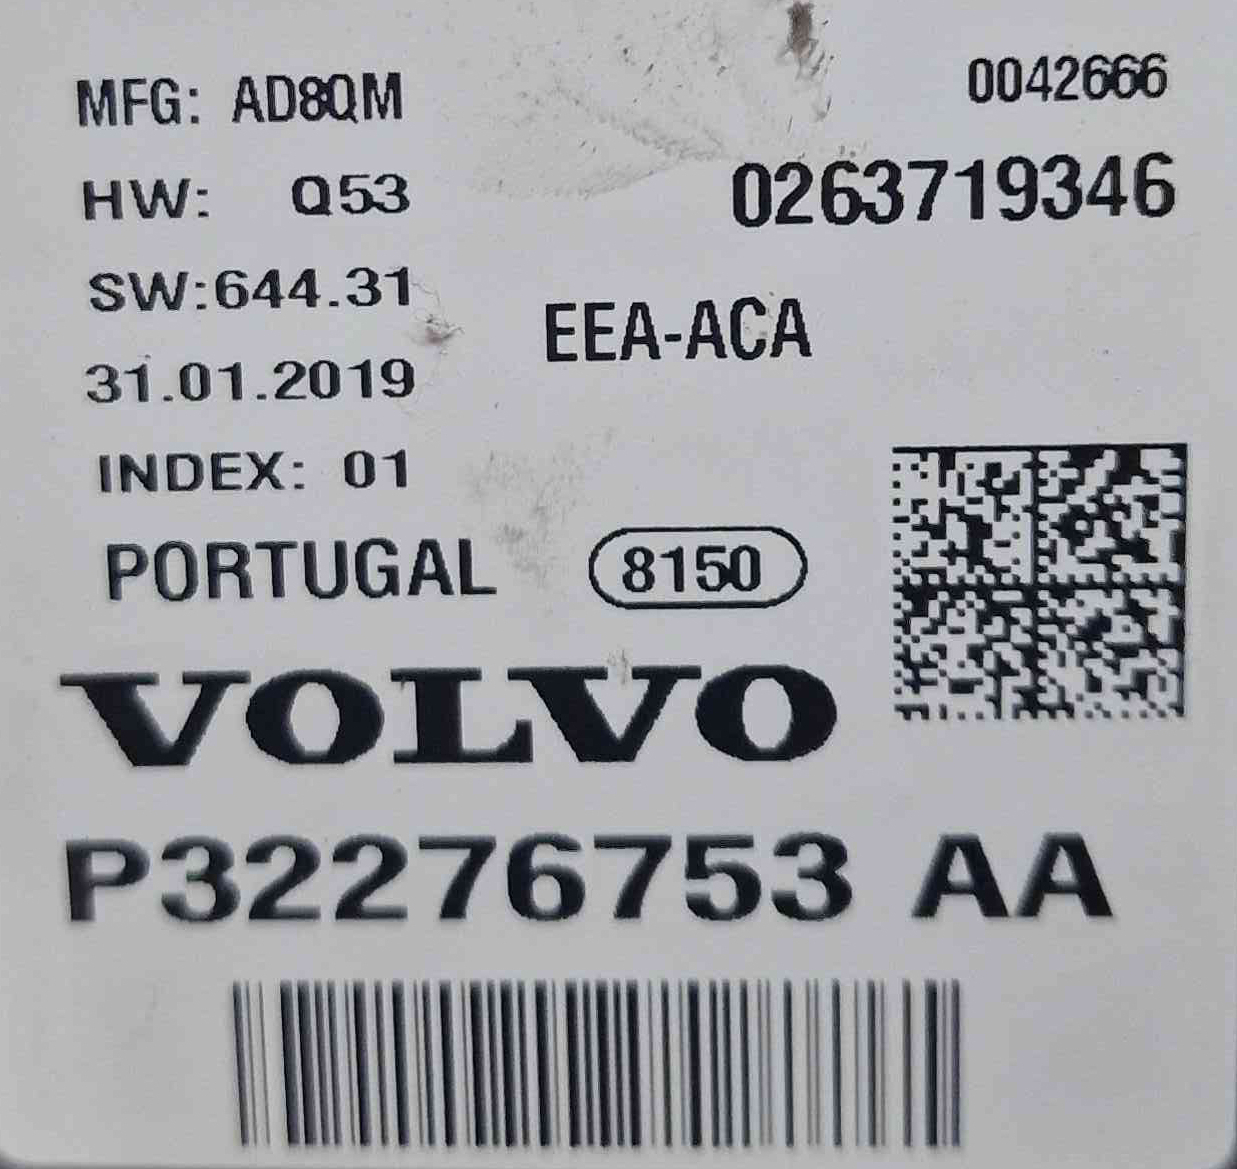 MFG: AD8QM
0042666
HW: Q53
0263719346
SW:644.31
EEA-ACA
31.01.2019
INDEX: 01
PORTUGAL
8150
VOLVO
P32276753 AA